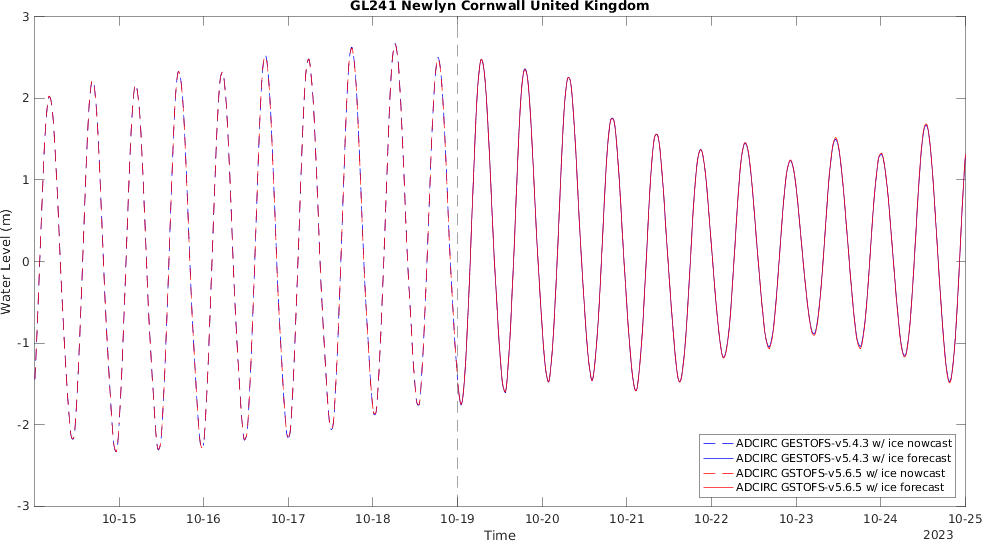 GL241 Newlyn Cornwall United Kingdom
Water Level (m)
3
2
1
0
-1
-2
-3
ADCIRC GESTOFS-v5.4.3 w/ ice nowcast
ADCIRC GESTOFS-v5.4.3 w/ ice forecast
ADCIRC GSTOFS-v5.6.5 w/ ice nowcast
ADCIRC GSTOFS-v5.6.5 w/ ice forecast
10-15 10-16 10-17 10-18 10-19 10-20 10-21 10-22 10-23 10-24 10-25
Time
2023